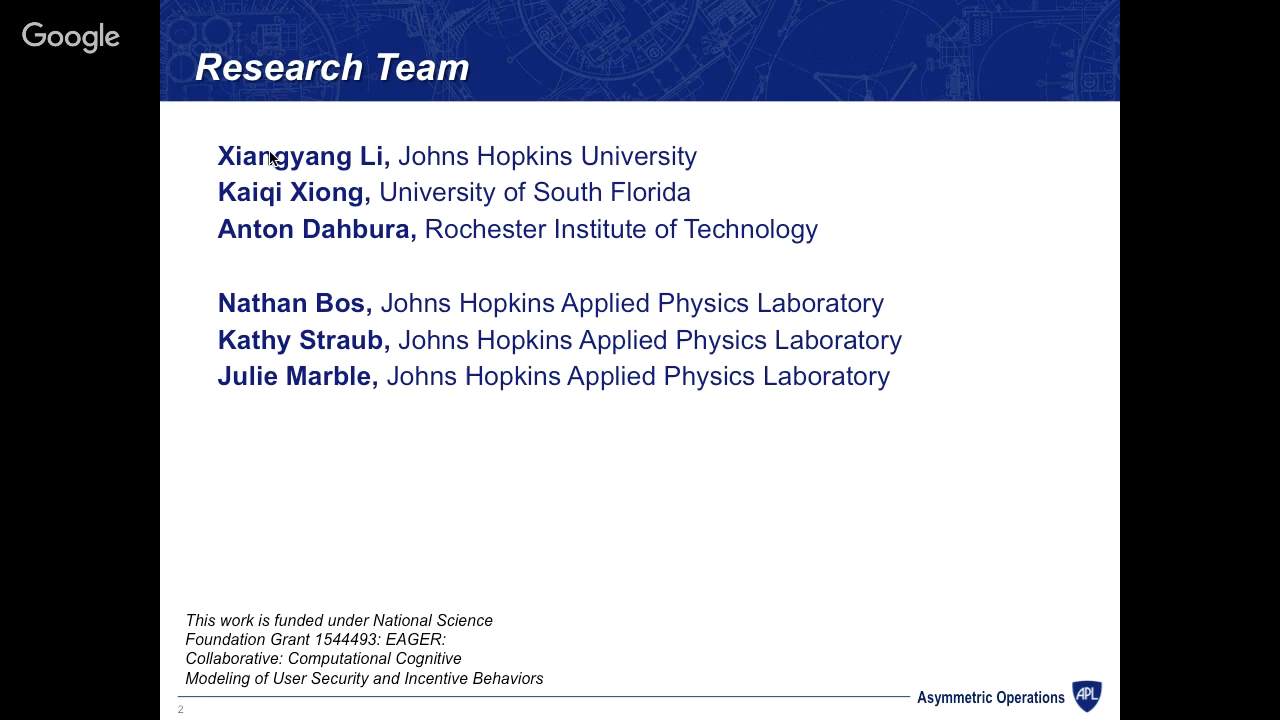 Google
Research Team
Xiangyang Li, Johns Hopkins University
Kaiqi Xiong, University of South Florida
Anton Dahbura, Rochester Institute of Technology
Nathan Bos, Johns Hopkins Applied Physics Laboratory
Kathy Straub, Johns Hopkins Applied Physics Laboratory
Julie Marble, Johns Hopkins Applied Physics Laboratory
This work is funded under National Science
Foundation Grant 1544493: EAGER:
Collaborative: Computational Cognitive
Modeling of User Security and Incentive Behaviors
Asymmetric Operations APL
2